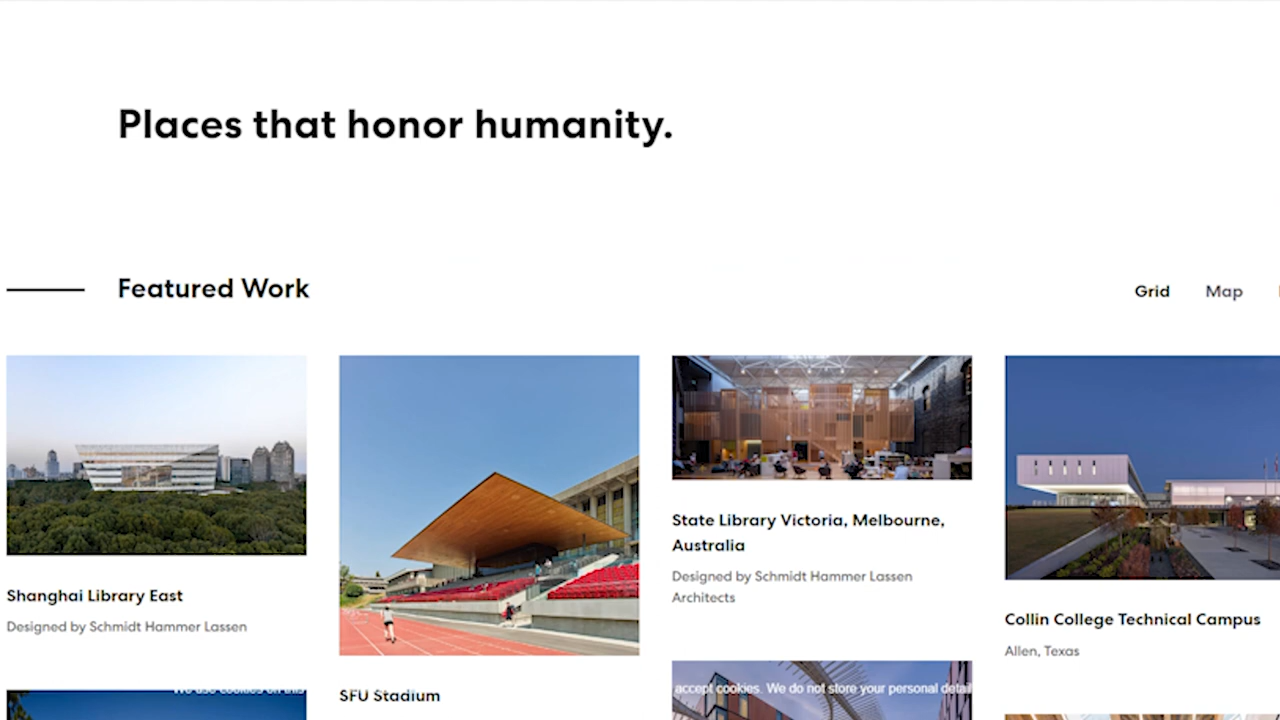 Places that honor humanity.
Featured Work
Grid
Map
Shanghai Library East
Designed by Schmidt Hammer Lassen
SFU Stadium
State Library Victoria, Melbourne,
Australia
Designed by Schmidt Hammer Lassen
Architects
Collin College Technical Campus
Allen, Texas
We use cookies on this
accept cookies. We do not store your personal